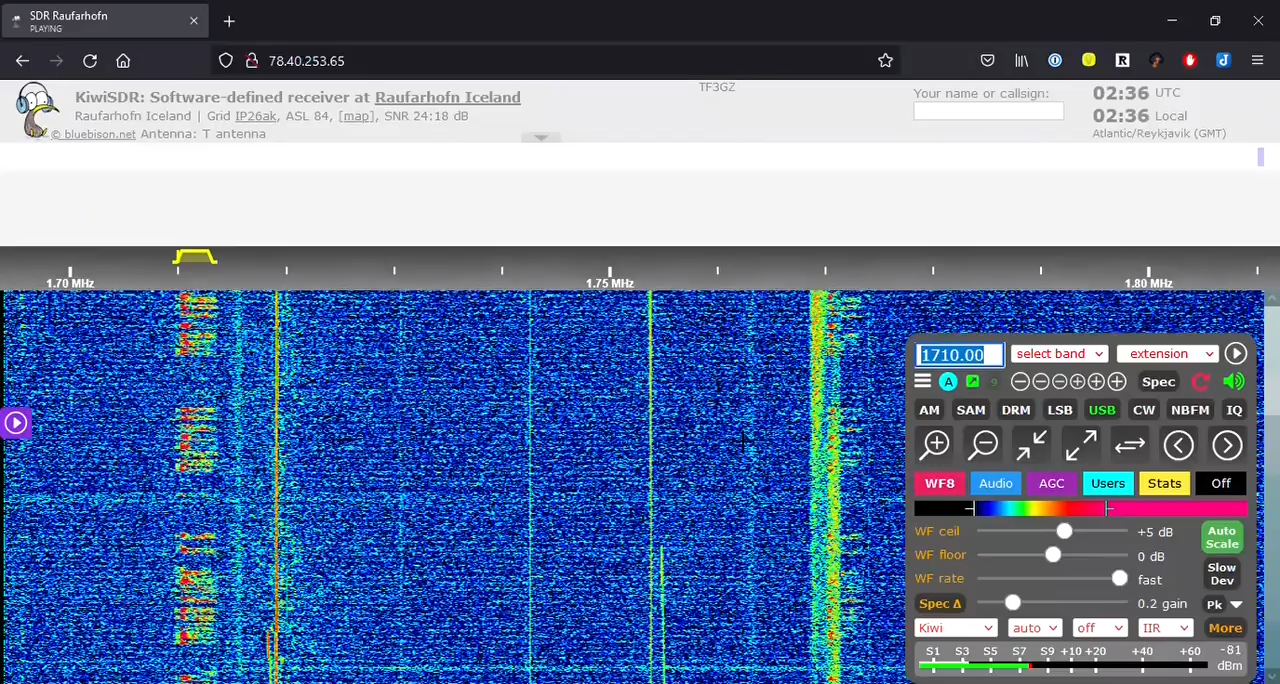 SDR Raufarhofn
PLAYING
78.40.253.65
KiwiSDR: Software-defined receiver at Raufarhofn Iceland
Raufarhofn Iceland | Grid IP26ak, ASL 84, [map], SNR 24:18 dB
© bluebison.net Antenna: T antenna
TF3GZ
Your name or callsign:
02:36 UTC
02:36 Local
Atlantic/Reykjavik (GMT)
1.70 MHz 1.75 MHz 1.80 MHz
1710.00 select band extension
A 9 Spec
AM SAM DRM LSB USB CW NBFM IQ
WF8 Audio AGC Users Stats Off
WF ceil +5 dB Auto Scale
WF floor 0 dB
WF rate fast Slow Dev
Spec Δ 0.2 gain Pk
Kiwi auto off IIR More
S1 S3 S5 S7 S9 +10 +20 +40 +60 -81 dBm